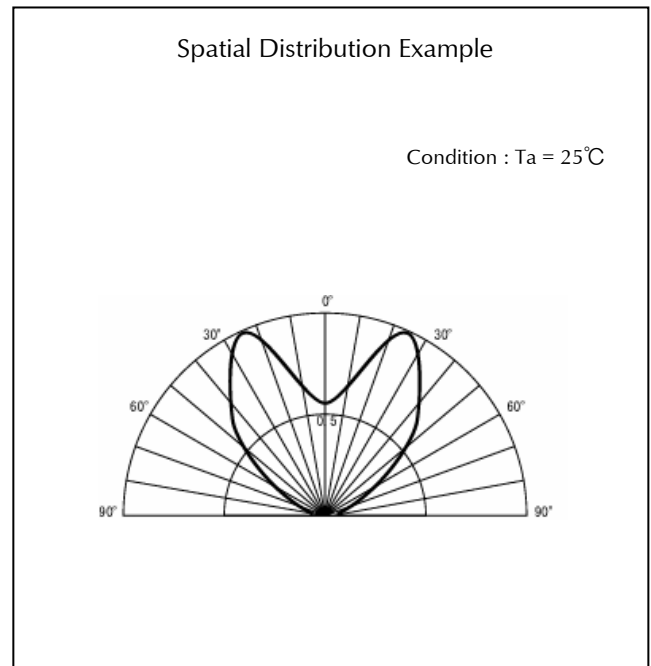 Spatial Distribution Example
Condition : Ta = 25℃
0°
30° 30°
60° 60°
0.5
90° 90°